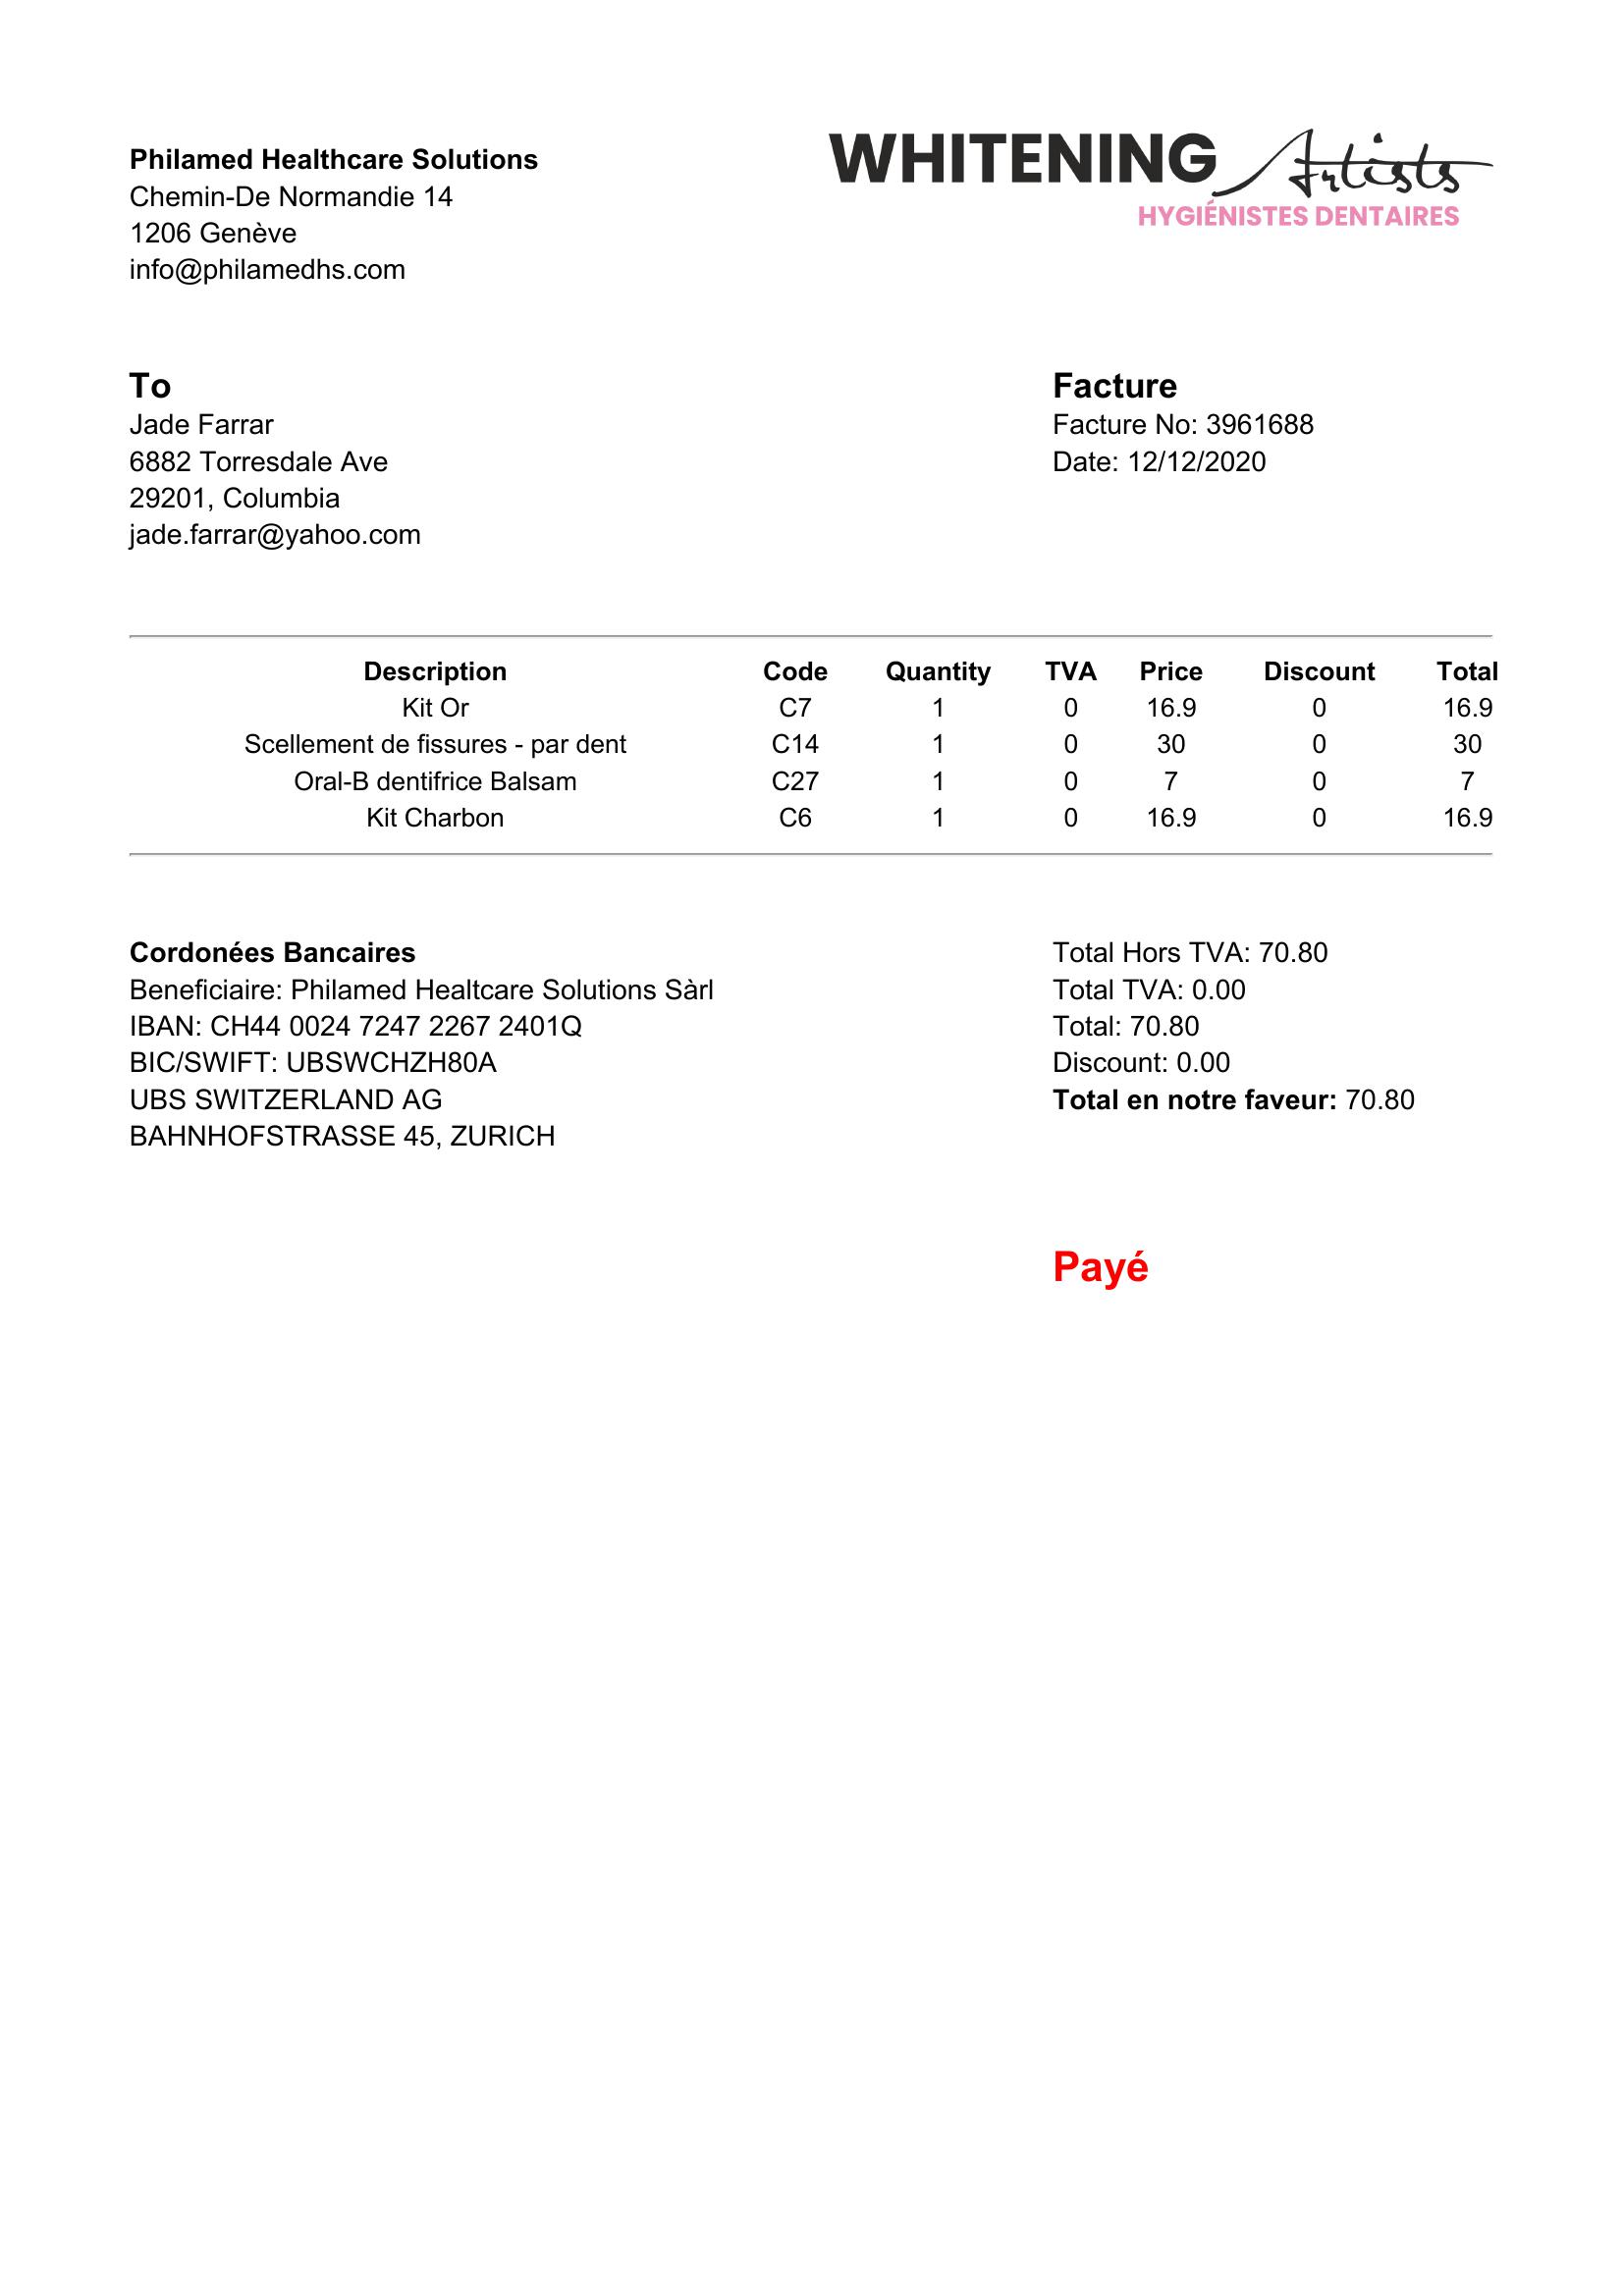 Philamed Healthcare Solutions
Chemin-De Normandie 14
1206 Genève
info@philamedhs.com
WHITENING Artists
HYGIÉNISTES DENTAIRES
To
Jade Farrar
6882 Torresdale Ave
29201, Columbia
jade.farrar@yahoo.com
Facture
Facture No: 3961688
Date: 12/12/2020
Description Code Quantity TVA Price Discount Total
Kit Or C7 1 0 16.9 0 16.9
Scellement de fissures - par dent C14 1 0 30 0 30
Oral-B dentifrice Balsam C27 1 0 7 0 7
Kit Charbon C6 1 0 16.9 0 16.9
Cordonées Bancaires
Beneficiaire: Philamed Healtcare Solutions Sàrl
IBAN: CH44 0024 7247 2267 2401Q
BIC/SWIFT: UBSWCHZH80A
UBS SWITZERLAND AG
BAHNHOFSTRASSE 45, ZURICH
Total Hors TVA: 70.80
Total TVA: 0.00
Total: 70.80
Discount: 0.00
Total en notre faveur: 70.80
Payé